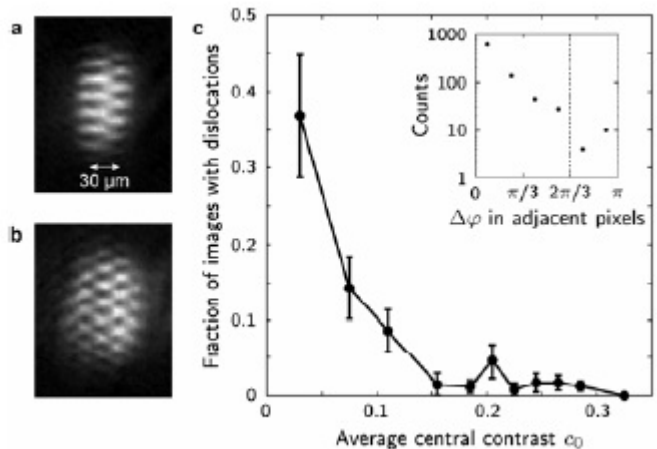 a
30 µm
b
c
Fraction of images with dislocations
0.5
0.4
0.3
0.2
0.1
0
0
0.1
0.2
0.3
Average central contrast c0
Counts
1000
100
10
1
0
π/3
2π/3
π
Δφ in adjacent pixels